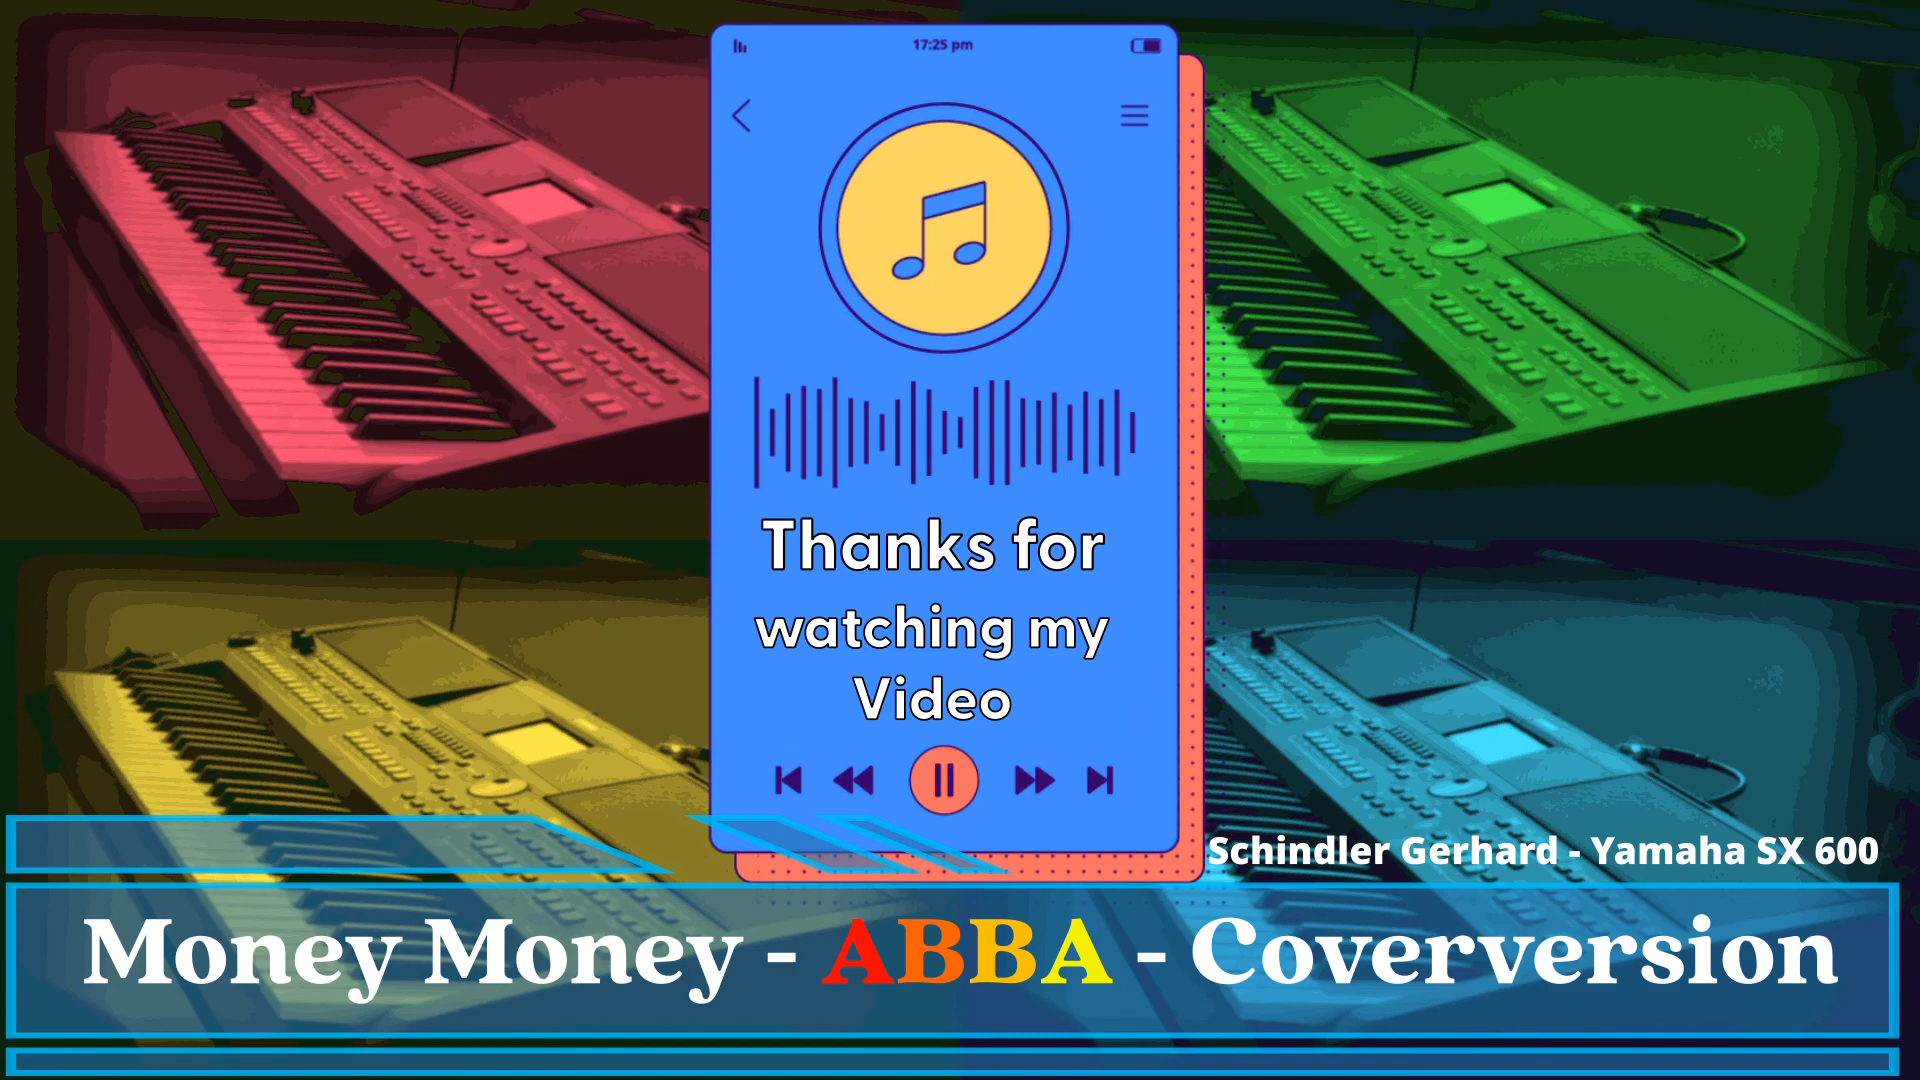 17:25 pm
Thanks for
watching my
Video
Schindler Gerhard - Yamaha SX 600
Money Money - ABBA - Coverversion